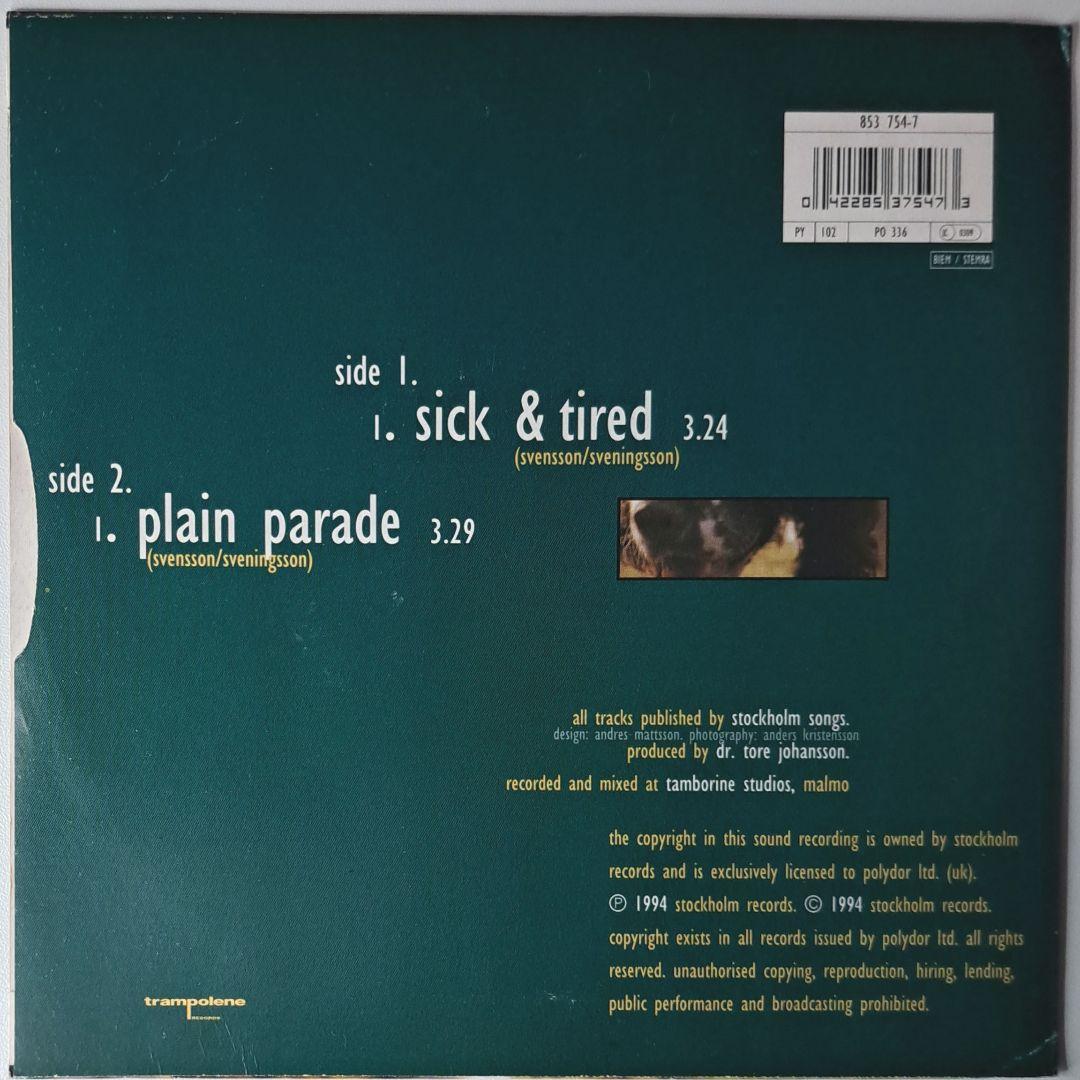 853 754-7
0 42285 37547 3
PY 102 PO 336 LC 0309
BIEM / STEMRA
side 1.
1. sick & tired 3.24
(svensson/sveningsson)
side 2.
1. plain parade 3.29
(svensson/sveningsson)
all tracks published by stockholm songs.
design: andres mattsson. photography: anders kristensson
produced by dr. tore johansson.
recorded and mixed at tamborine studios, malmo
the copyright in this sound recording is owned by stockholm
records and is exclusively licensed to polydor ltd. (uk).
℗ 1994 stockholm records. © 1994 stockholm records.
copyright exists in all records issued by polydor ltd. all rights
reserved. unauthorised copying, reproduction, hiring, lending,
public performance and broadcasting prohibited.
trampolene
RECORDS